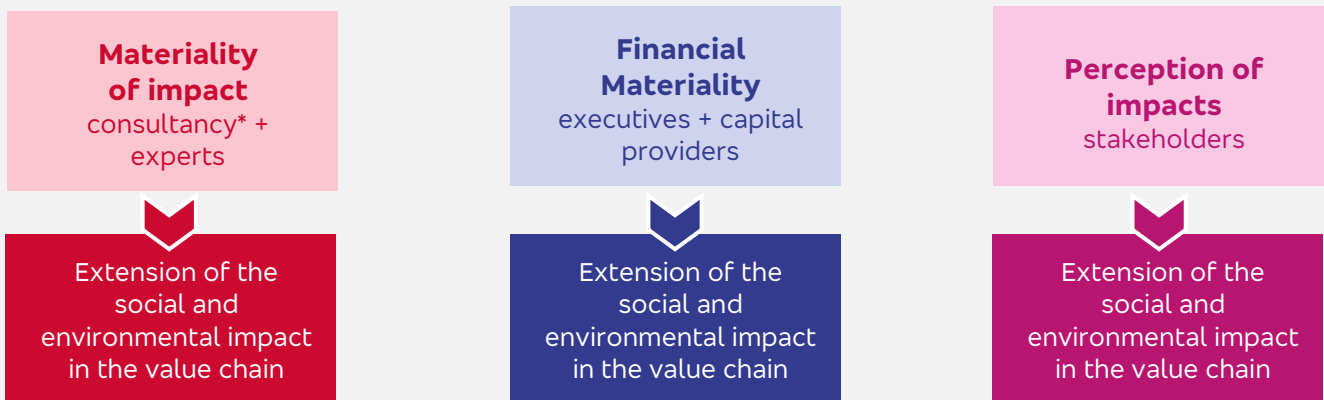 Materiality
of impact
consultancy* +
experts
Extension of the
social and
environmental impact
in the value chain
Financial
Materiality
executives + capital
providers
Extension of the
social and
environmental impact
in the value chain
Perception of
impacts
stakeholders
Extension of the
social and
environmental impact
in the value chain